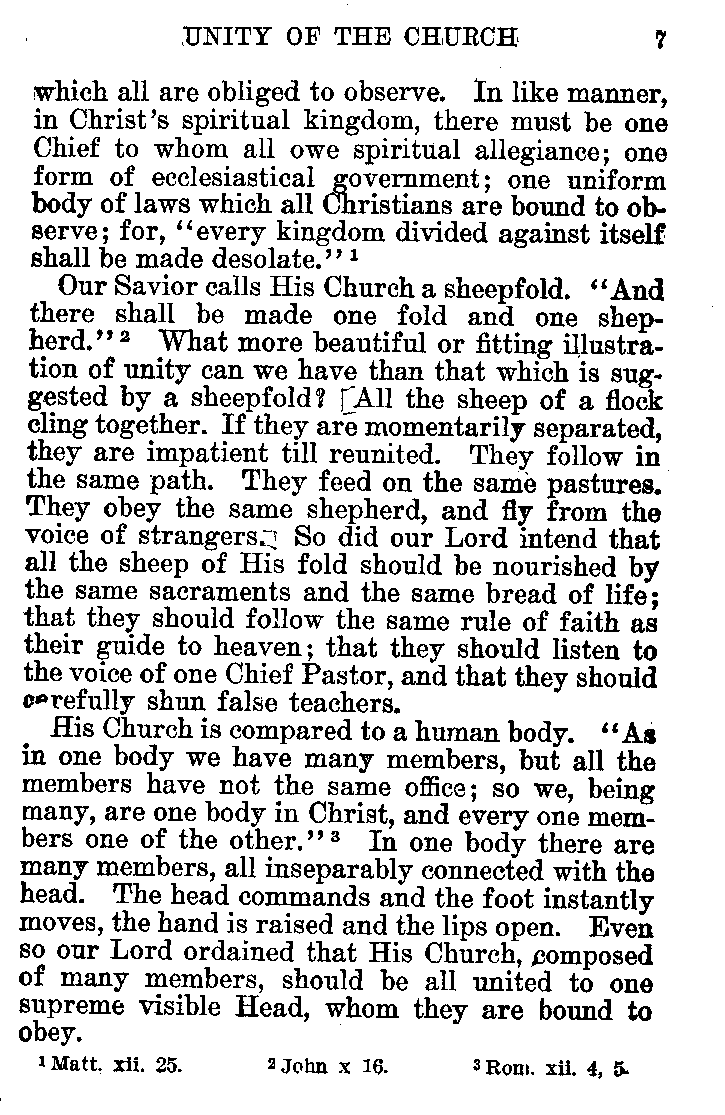 UNITY OF THE CHURCH 7
which all are obliged to observe. In like manner,
in Christ's spiritual kingdom, there must be one
Chief to whom all owe spiritual allegiance; one
form of ecclesiastical government; one uniform
body of laws which all Christians are bound to ob-
serve; for, "every kingdom divided against itself
shall be made desolate." 1
Our Savior calls His Church a sheepfold. "And
there shall be made one fold and one shep-
herd." 2 What more beautiful or fitting illustra-
tion of unity can we have than that which is sug-
gested by a sheepfold? [All the sheep of a flock
cling together. If they are momentarily separated,
they are impatient till reunited. They follow in
the same path. They feed on the same pastures.
They obey the same shepherd, and fly from the
voice of strangers.] So did our Lord intend that
all the sheep of His fold should be nourished by
the same sacraments and the same bread of life;
that they should follow the same rule of faith as
their guide to heaven; that they should listen to
the voice of one Chief Pastor, and that they should
carefully shun false teachers.
His Church is compared to a human body. "As
in one body we have many members, but all the
members have not the same office; so we, being
many, are one body in Christ, and every one mem-
bers one of the other." 3 In one body there are
many members, all inseparably connected with the
head. The head commands and the foot instantly
moves, the hand is raised and the lips open. Even
so our Lord ordained that His Church, composed
of many members, should be all united to one
supreme visible Head, whom they are bound to
obey.
1 Matt. xii. 25. 2 John x 16. 3 Rom. xii. 4, 5.